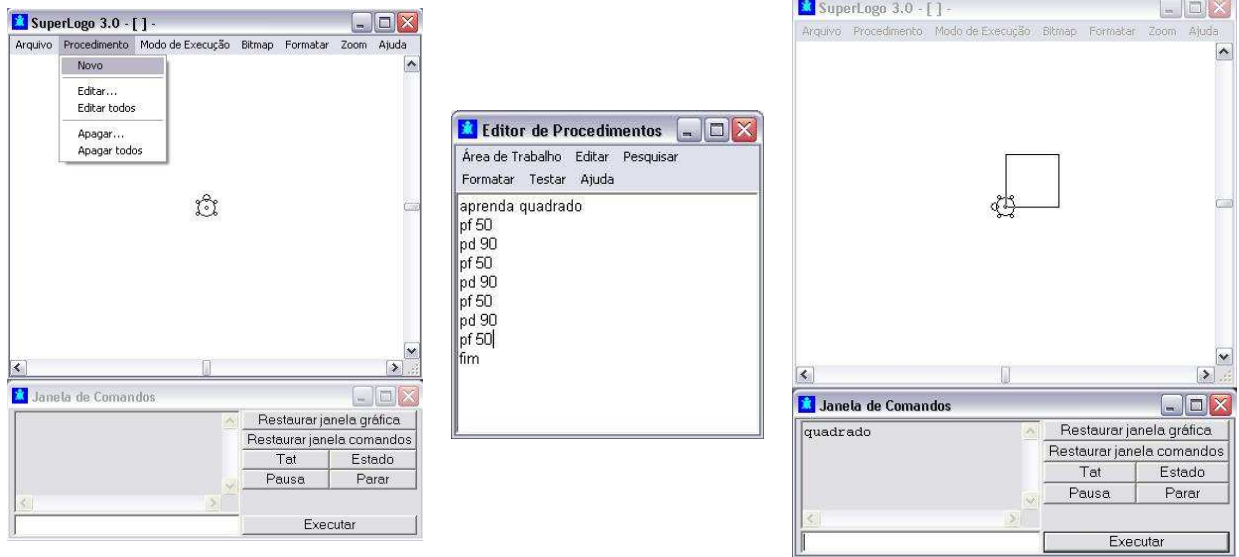 SuperLogo 3.0 - [ ] -
Arquivo Procedimento Modo de Execução Bitmap Formatar Zoom Ajuda
Novo
Editar...
Editar todos
Apagar...
Apagar todos
Janela de Comandos
Restaurar janela gráfica
Restaurar janela comandos
Tat Estado
Pausa Parar
Executar
Editor de Procedimentos
Área de Trabalho Editar Pesquisar
Formatar Testar Ajuda
aprenda quadrado
pf 50
pd 90
pf 50
pd 90
pf 50
pd 90
pf 50
fim
SuperLogo 3.0 - [ ] -
Arquivo Procedimento Modo de Execução Bitmap Formatar Zoom Ajuda
Janela de Comandos
quadrado
Restaurar janela gráfica
Restaurar janela comandos
Tat Estado
Pausa Parar
Executar